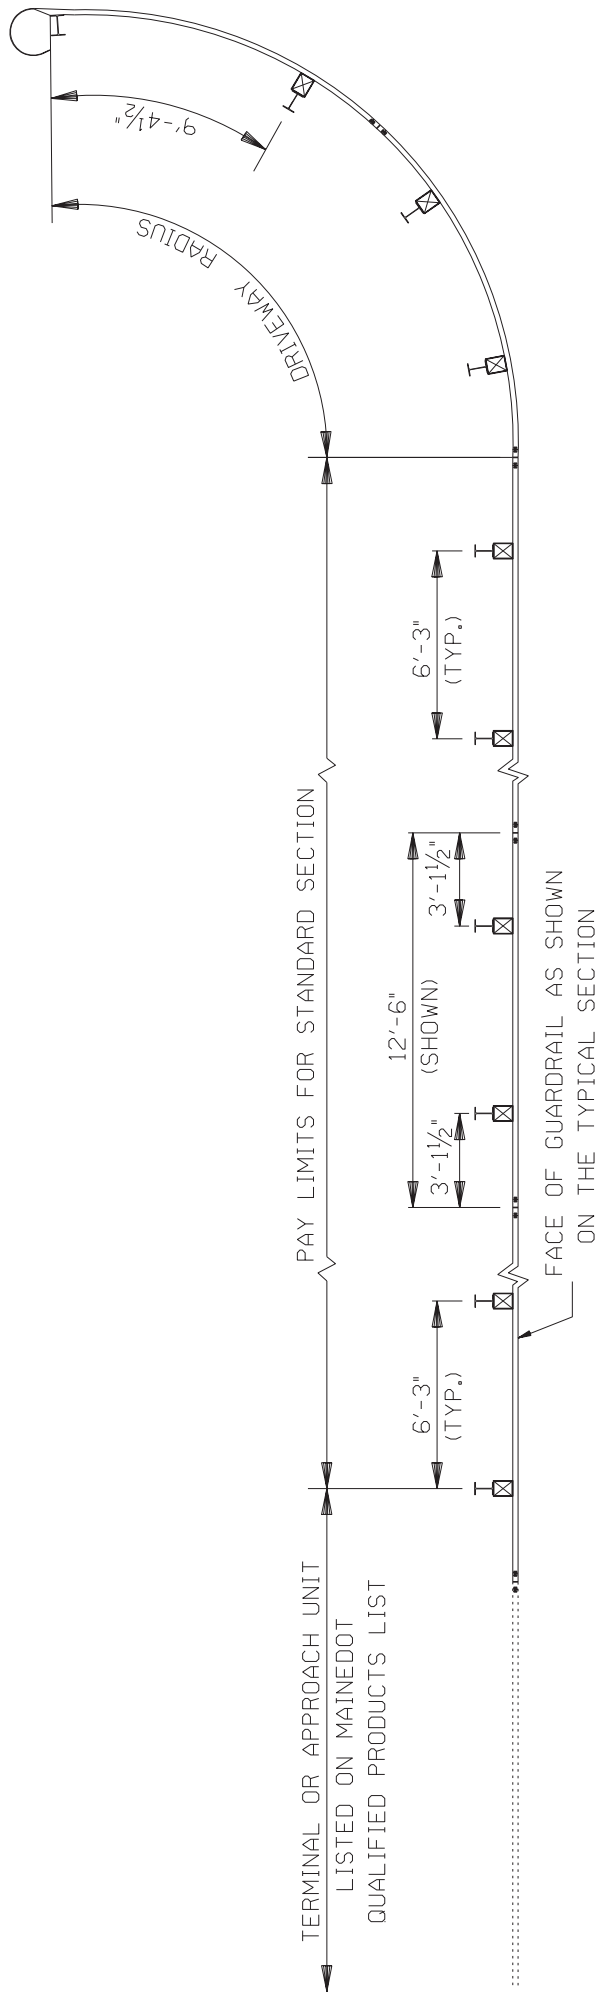 9'-4½"
DRIVEWAY RADIUS
6'-3"
(TYP.)
3'-1½"
PAY LIMITS FOR STANDARD SECTION
12'-6"
(SHOWN)
3'-1½"
FACE OF GUARDRAIL AS SHOWN
ON THE TYPICAL SECTION
6'-3"
(TYP.)
TERMINAL OR APPROACH UNIT
LISTED ON MAINEDOT
QUALIFIED PRODUCTS LIST